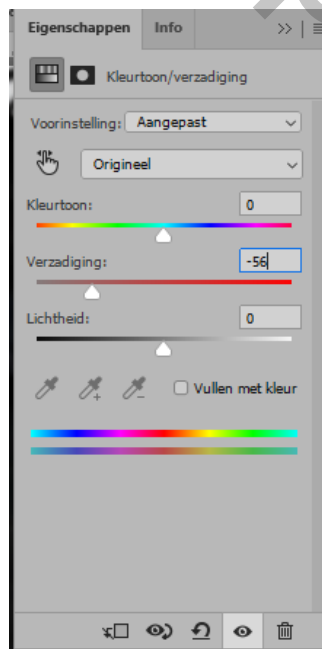 Eigenschappen Info
Kleurtoon/verzadiging
Voorinstelling: Aangepast
Origineel
Kleurtoon: 0
Verzadiging: -56
Lichtheid: 0
Vullen met kleur